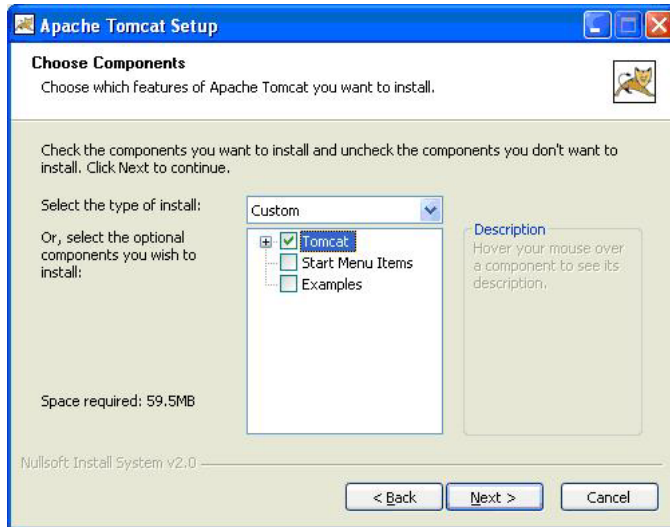 Apache Tomcat Setup
Choose Components
Choose which features of Apache Tomcat you want to install.
Check the components you want to install and uncheck the components you don't want to
install. Click Next to continue.
Select the type of install:
Custom
Or, select the optional
components you wish to
install:
Tomcat
Start Menu Items
Examples
Description
Hover your mouse over
a component to see its
description.
Space required: 59.5MB
Nullsoft Install System v2.0
< Back
Next >
Cancel